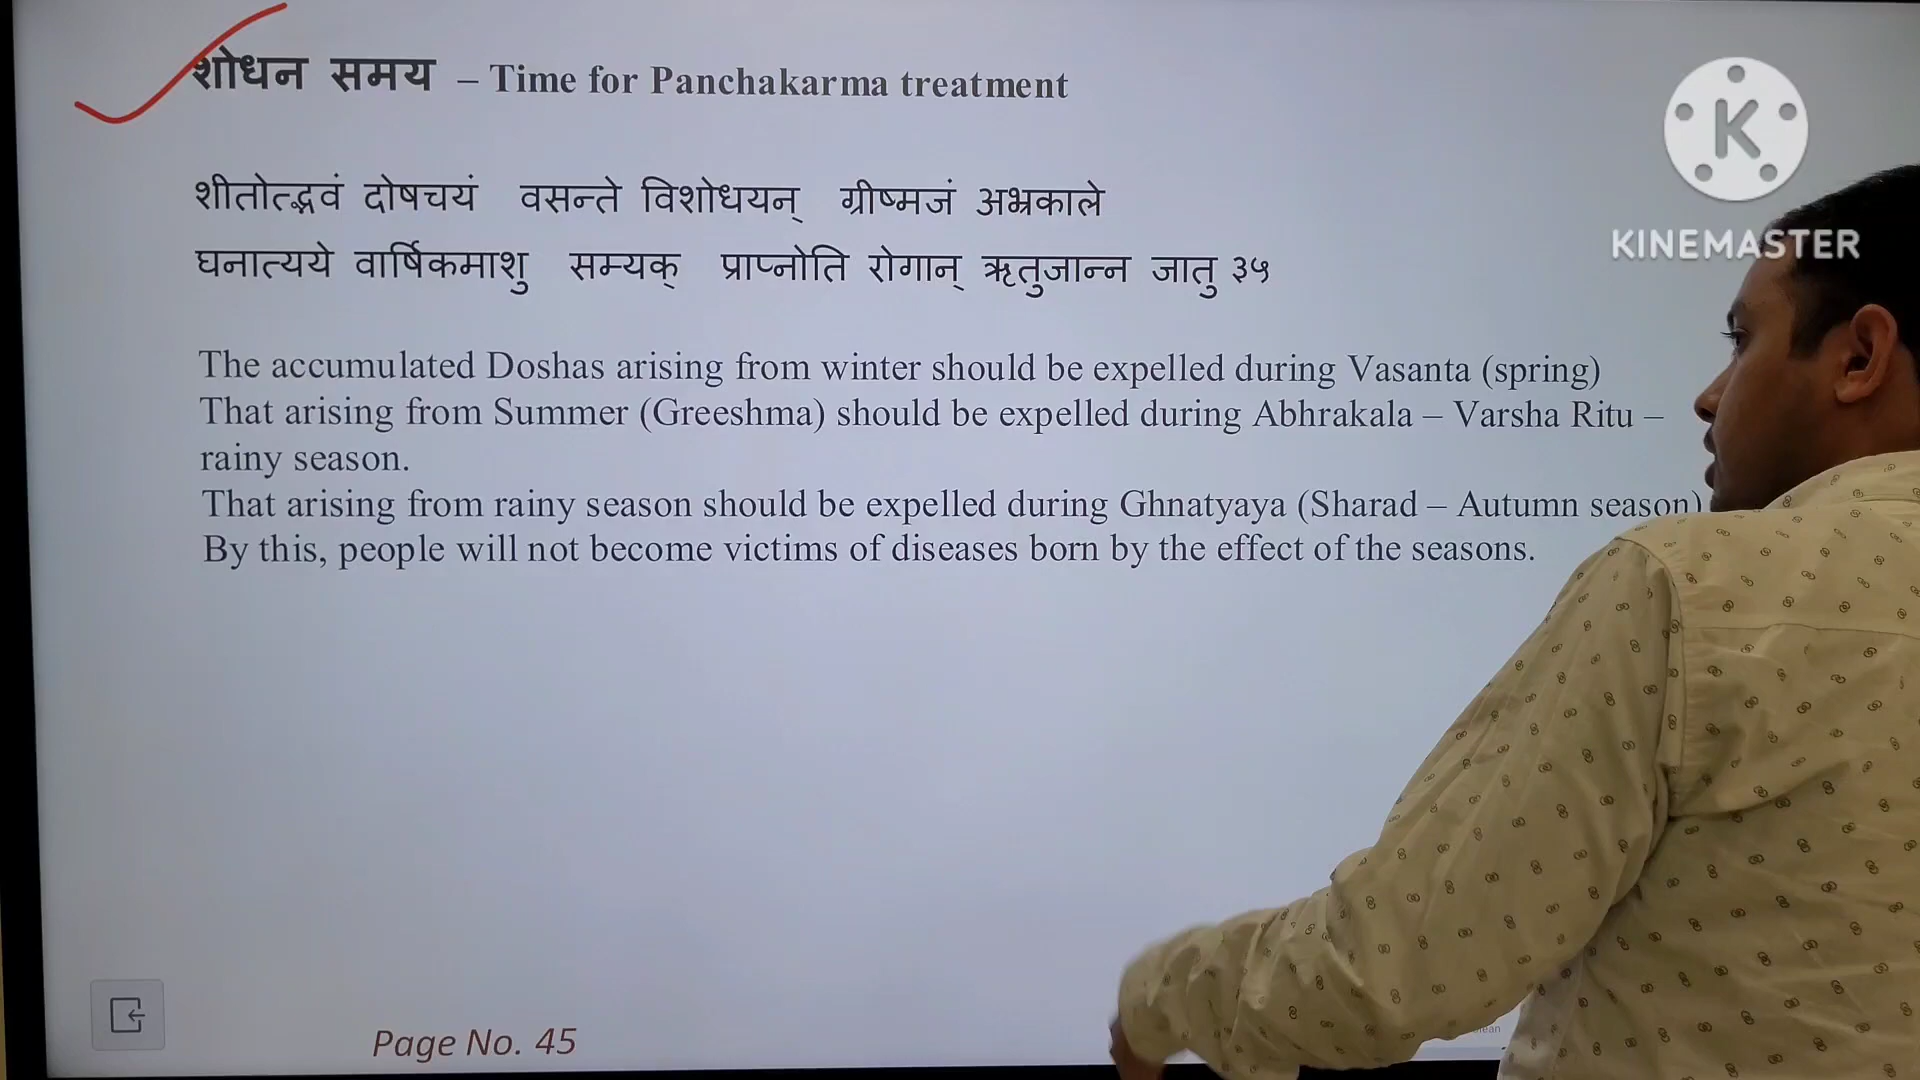 शोधन समय – Time for Panchakarma treatment
K
KINEMASTER
शीतोत्द्भवं दोषचयं वसन्ते विशोधयन् ग्रीष्मजं अभ्रकाले
घनात्यये वार्षिकमाशु सम्यक् प्राप्नोति रोगान् ऋतुजान्न जातु ३५
The accumulated Doshas arising from winter should be expelled during Vasanta (spring)
That arising from Summer (Greeshma) should be expelled during Abhrakala – Varsha Ritu –
rainy season.
That arising from rainy season should be expelled during Ghnatyaya (Sharad – Autumn season)
By this, people will not become victims of diseases born by the effect of the seasons.
Page No. 45